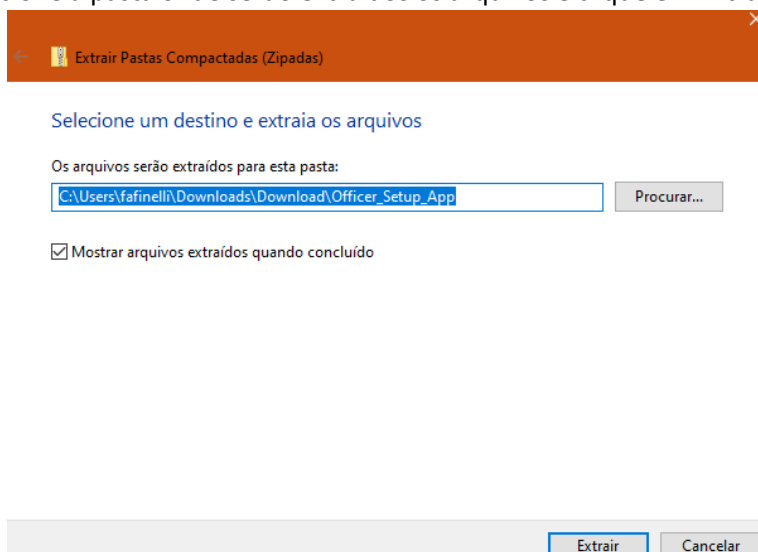 Extrair Pastas Compactadas (Zipadas)
Selecione um destino e extraia os arquivos
Os arquivos serão extraídos para esta pasta:
C:\Users\fafinelli\Downloads\Download\Officer_Setup_App
Procurar...
Mostrar arquivos extraídos quando concluído
Extrair
Cancelar